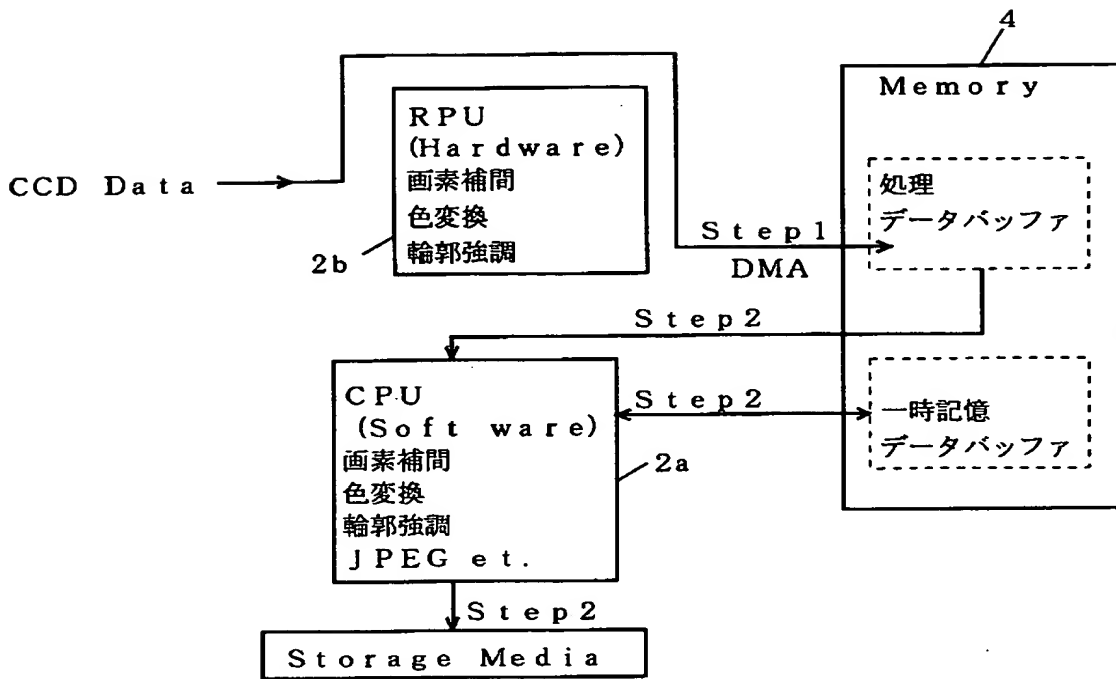 4
Memory
RPU
(Hardware)
画素補間
色変換
輪郭強調
CCD Data
2b
処理
データバッファ
Step1
DMA
Step2
CPU
(Soft ware)
画素補間
色変換
輪郭強調
JPEG et.
Step2
2a
一時記憶
データバッファ
Step2
Storage Media